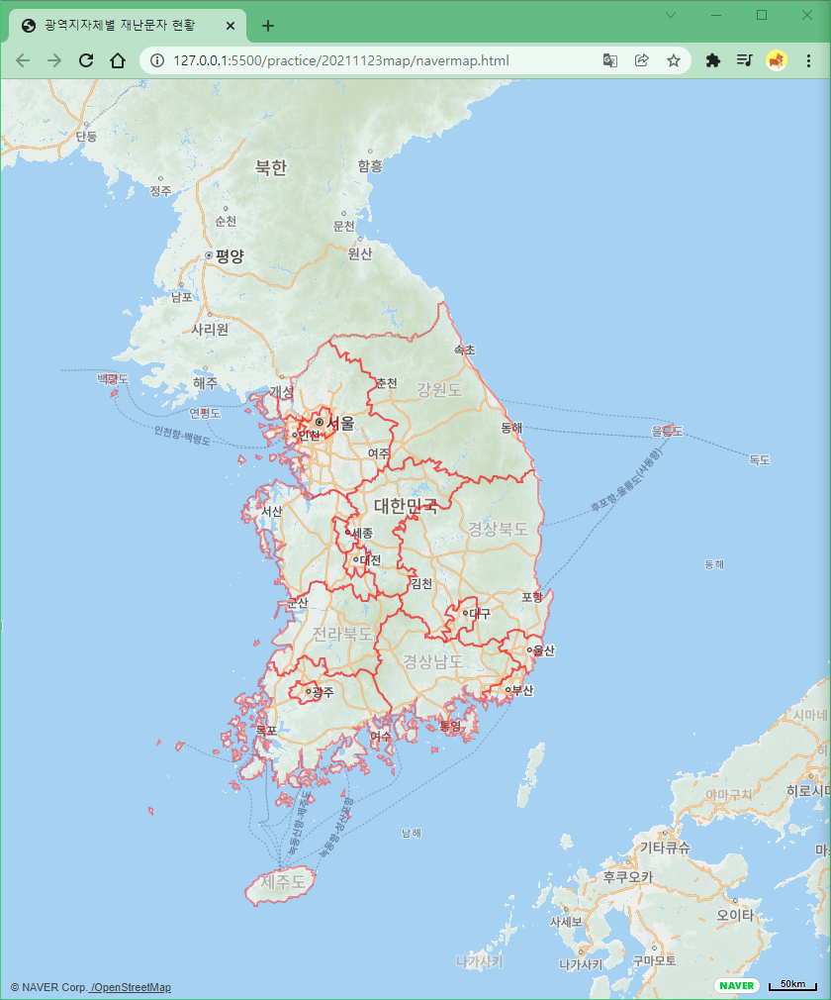 광역지자체별 재난문자 현황
127.0.0.1:5500/practice/20211123map/navermap.html
단둥
북한
함흥
정주
순천
문천
평양
원산
남포
사리원
속초
백령도
해주
개성
춘천
강원도
연평도
서울
인천
동해
울릉도
인천항-백령도
여주
독도
후포항-울릉도(사동항)
대한민국
서산
경상북도
세종
대전
동해
김천
포항
군산
대구
전라북도
울산
경상남도
광주
부산
시마네
목포
여수
통영
히
야마구치
히로시마
녹동신항-제주도
녹동항-성산포항
남해
기타큐슈
마
제주도
후쿠오카
오이타
사세보
나가사키
나가사키
구마모토
© NAVER Corp. /OpenStreetMap
NAVER
50km